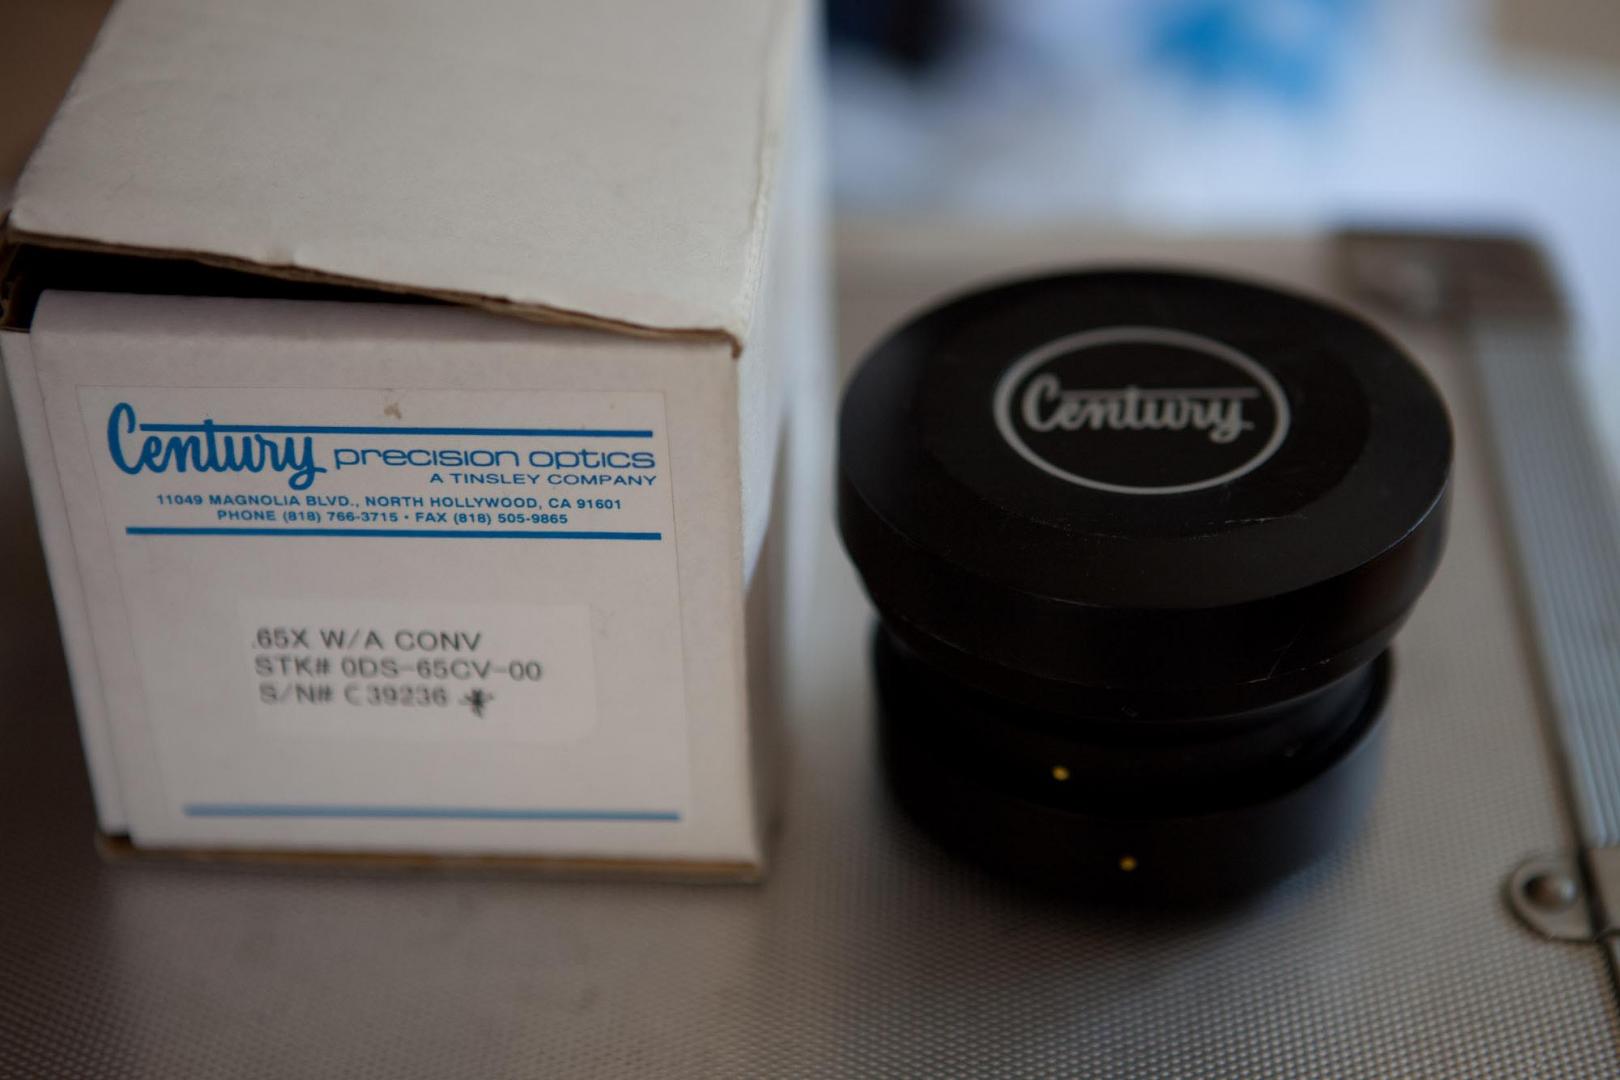 Century precision optics
A TINSLEY COMPANY
11049 MAGNOLIA BLVD., NORTH HOLLYWOOD, CA 91601
PHONE (818) 766-3715 • FAX (818) 505-9865
.65X W/A CONV
STK# 0DS-65CV-00
S/N# C39236
Century